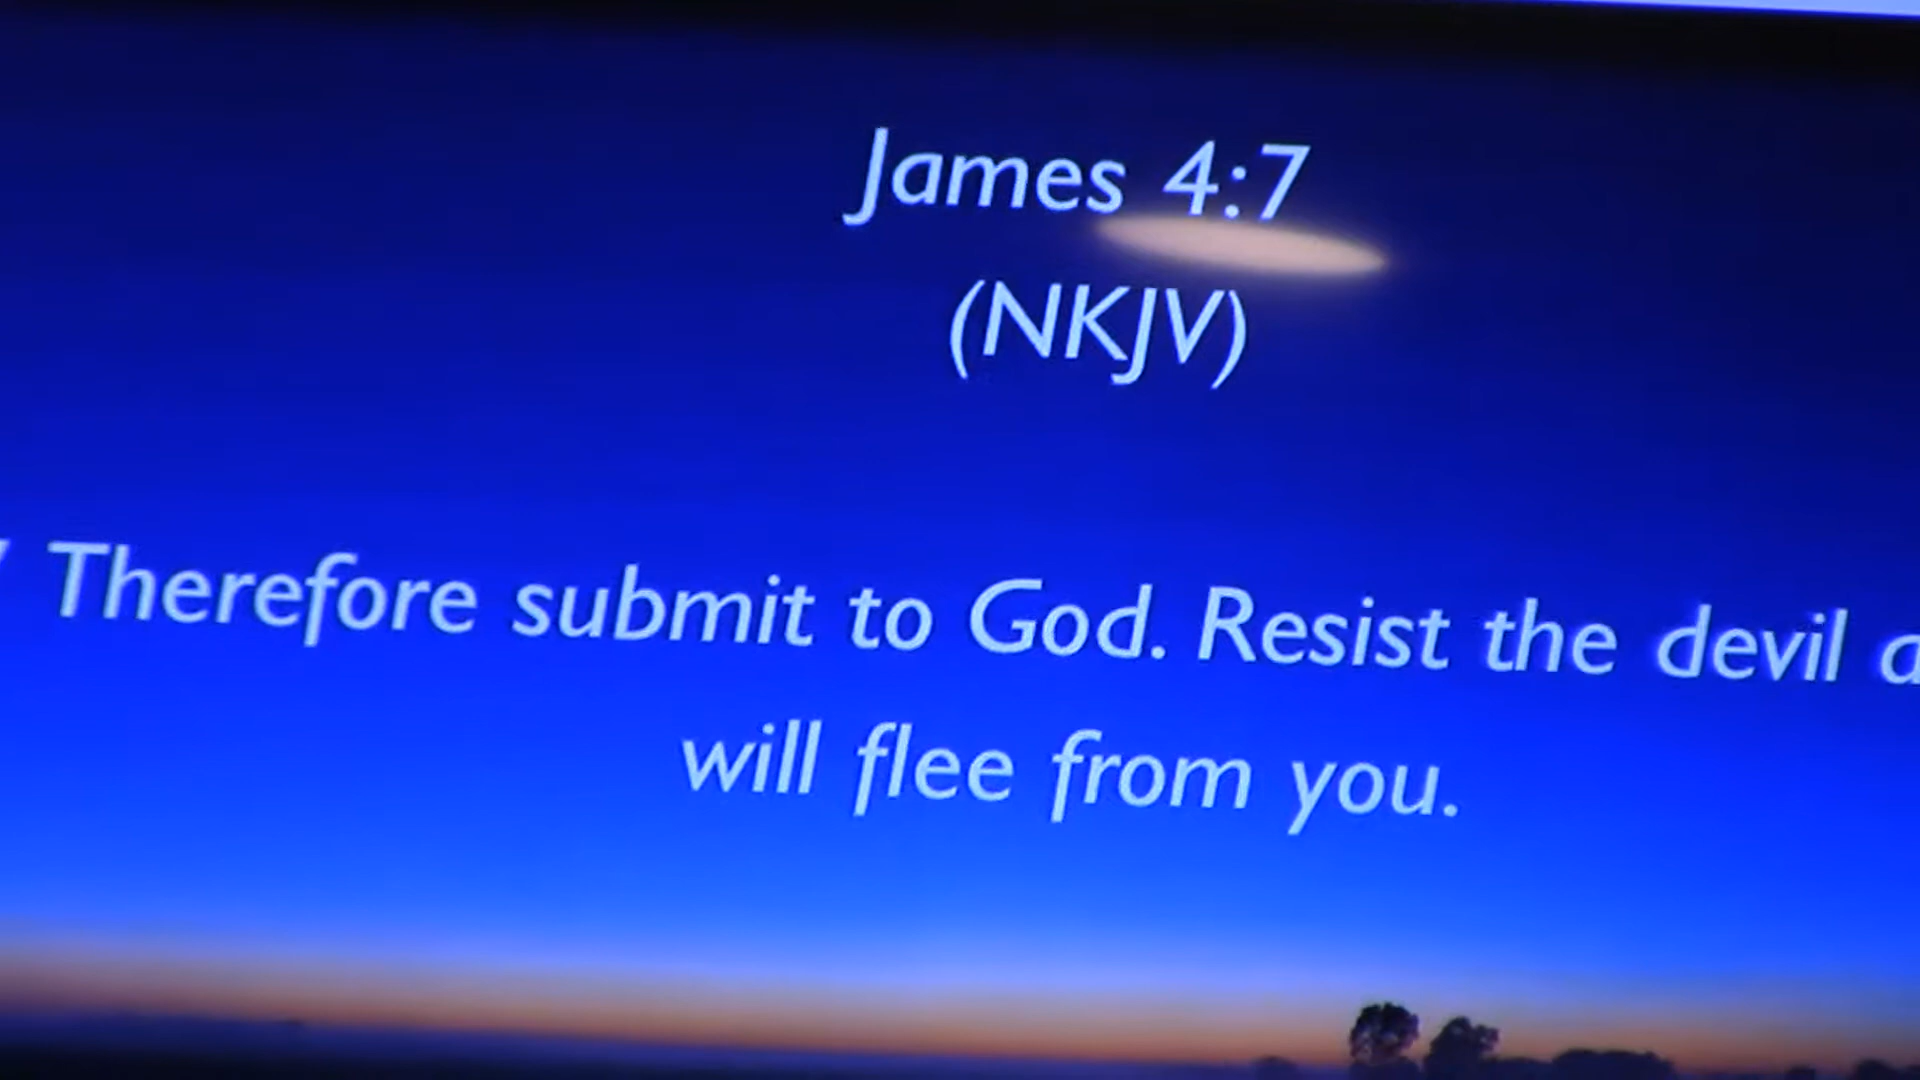 James 4:7
(NKJV)
Therefore submit to God. Resist the devil
will flee from you.